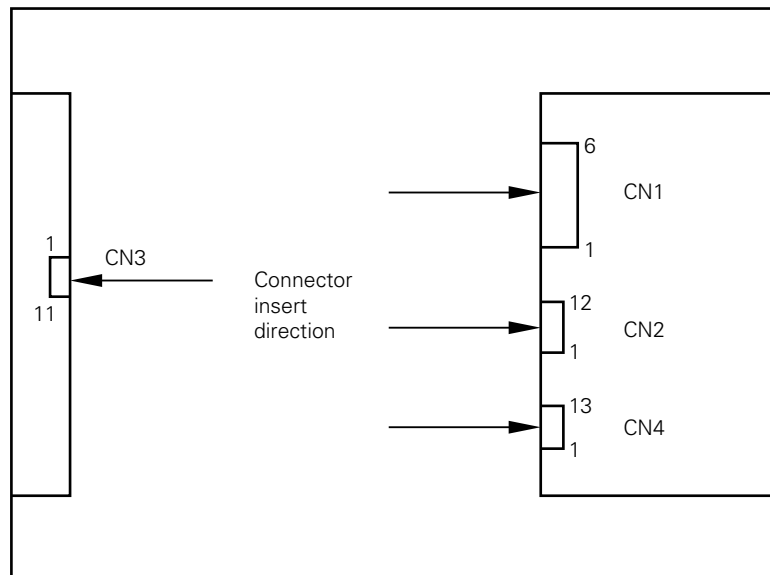 6
CN1
1
1
CN3
11
Connector
insert
direction
12
CN2
1
13
CN4
1